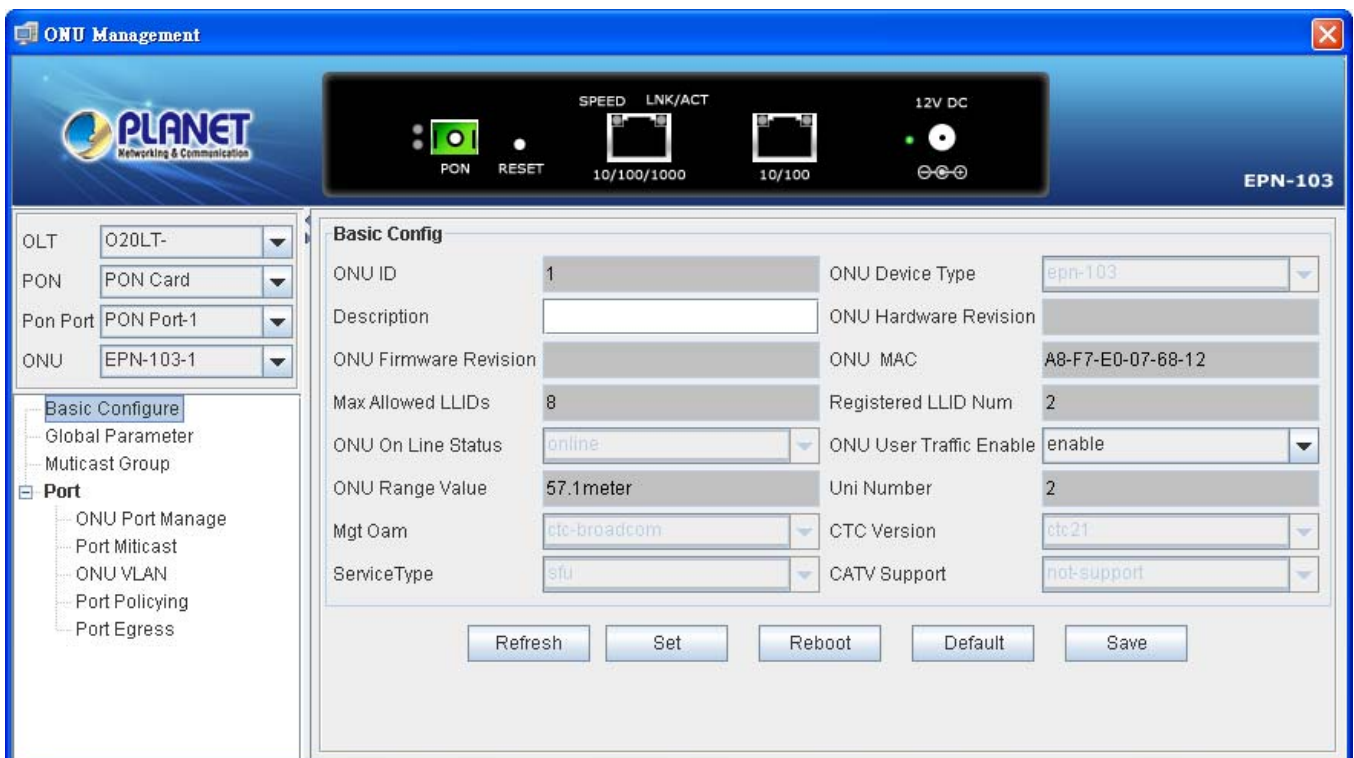 ONU Management
PLANET
Networking & Communication
SPEED LNK/ACT
12V DC
PON RESET 10/100/1000 10/100
EPN-103
OLT O20LT-
PON PON Card
Pon Port PON Port-1
ONU EPN-103-1
Basic Configure
Global Parameter
Muticast Group
Port
ONU Port Manage
Port Miticast
ONU VLAN
Port Policying
Port Egress
Basic Config
ONU ID 1 ONU Device Type epn-103
Description ONU Hardware Revision
ONU Firmware Revision ONU MAC A8-F7-E0-07-68-12
Max Allowed LLIDs 8 Registered LLID Num 2
ONU On Line Status online ONU User Traffic Enable enable
ONU Range Value 57.1meter Uni Number 2
Mgt Oam ctc-broadcom CTC Version ctc21
ServiceType sfu CATV Support not-support
Refresh Set Reboot Default Save